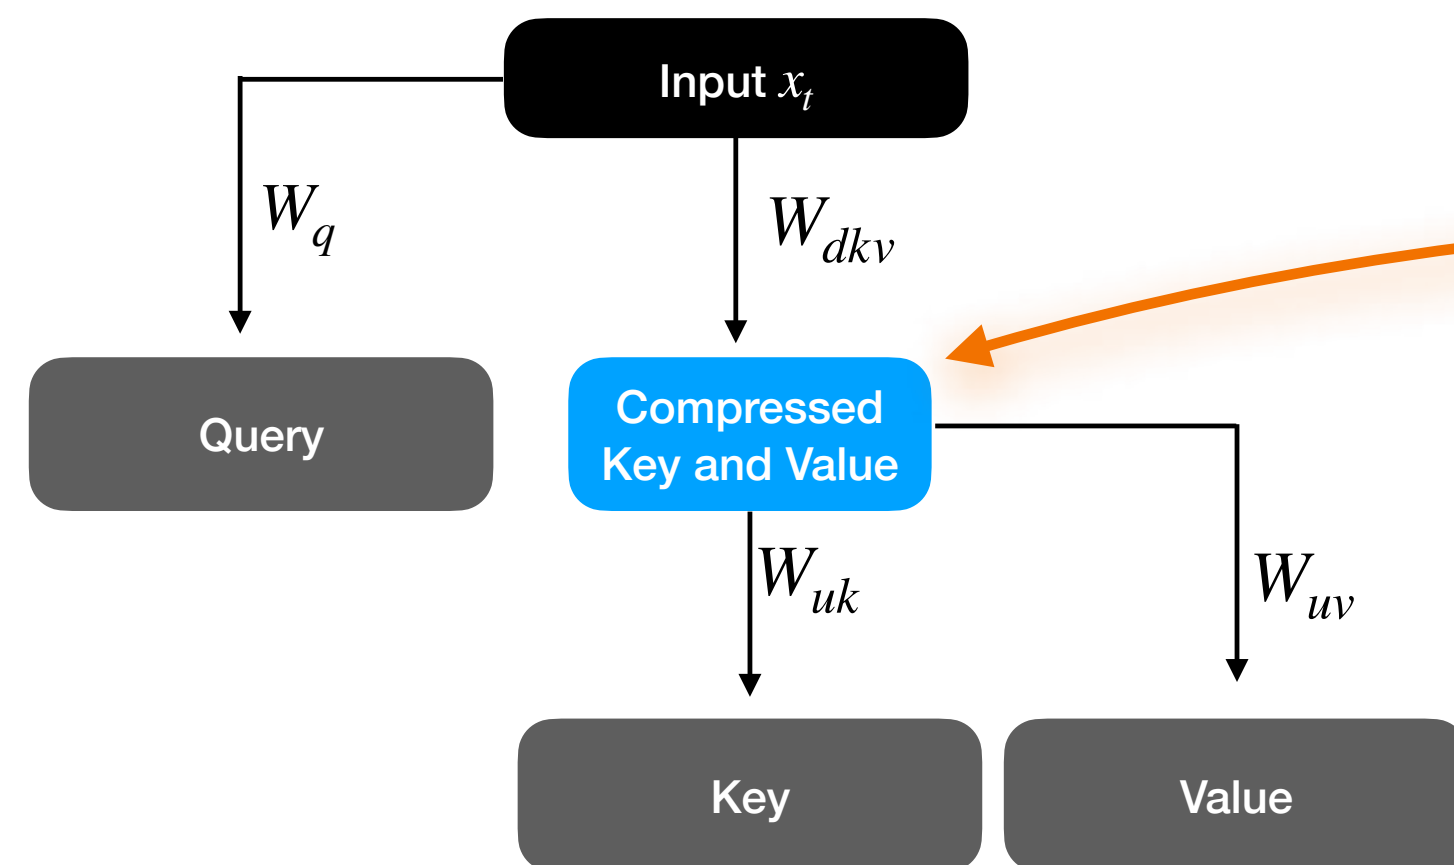 Input x_t
W_q
W_dkv
Query
Compressed
Key and Value
W_uk
W_uv
Key
Value